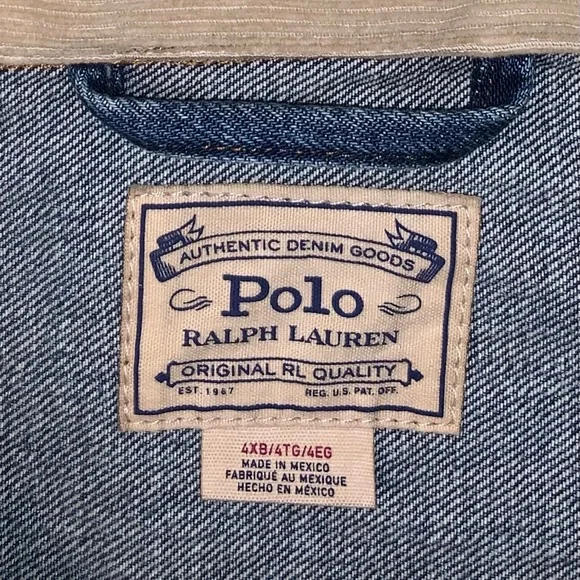 AUTHENTIC DENIM GOODS
Polo
RALPH LAUREN
ORIGINAL RL QUALITY
EST. 1967 REG. U.S. PAT. OFF.
4XB/4TG/4EG
MADE IN MEXICO
FABRIQUÉ AU MEXIQUE
HECHO EN MÉXICO